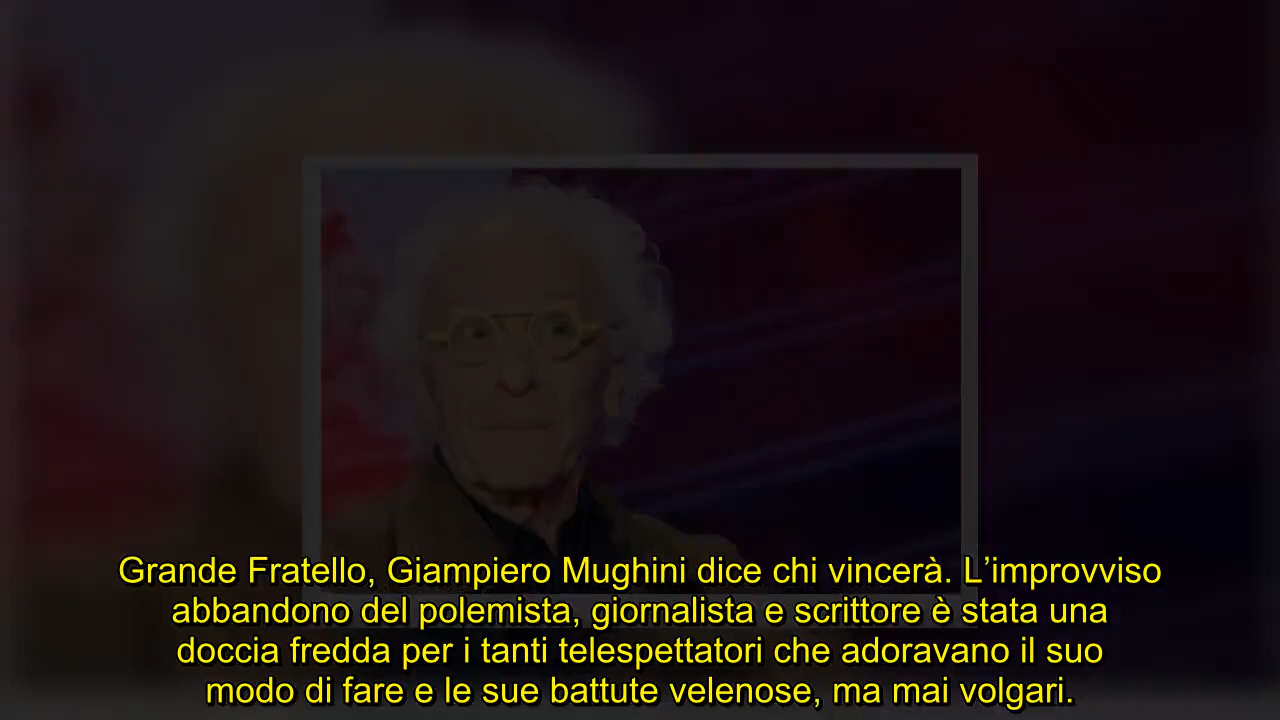 Grande Fratello, Giampiero Mughini dice chi vincerà. L’improvviso
abbandono del polemista, giornalista e scrittore è stata una
doccia fredda per i tanti telespettatori che adoravano il suo
modo di fare e le sue battute velenose, ma mai volgari.